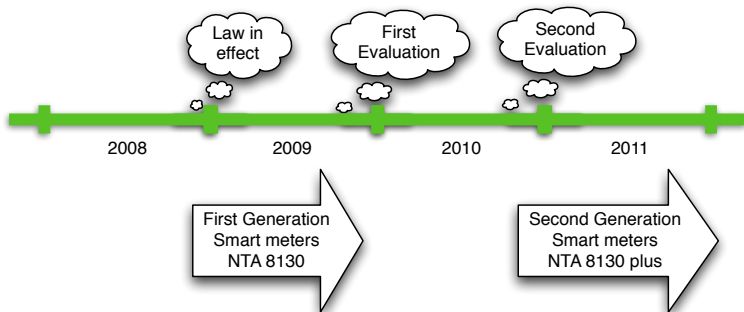 Law in
effect
First
Evaluation
Second
Evaluation
2008
2009
2010
2011
First Generation
Smart meters
NTA 8130
Second Generation
Smart meters
NTA 8130 plus